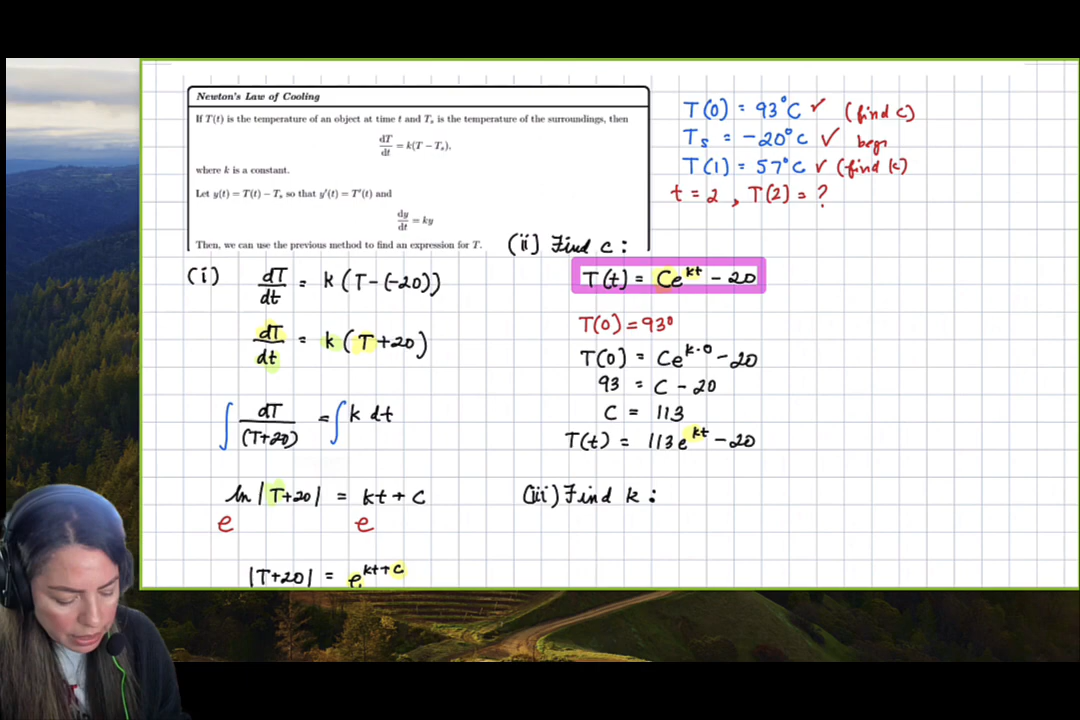 Newton's Law of Cooling
If T(t) is the temperature of an object at time t and Tₛ is the temperature of the surroundings, then
dT/dt = k(T − Tₛ),
where k is a constant.
Let y(t) = T(t) − Tₛ so that y′(t) = T′(t) and
dy/dt = ky
Then, we can use the previous method to find an expression for T.
T(0) = 93°C ✓ (find c)
Tₛ = -20°C ✓ begn
T(1) = 57°C ✓ (find k)
t = 2 , T(2) = ?
(i) dT/dt = k(T-(-20))
dT/dt = k(T+20)
∫ dT/(T+20) = ∫ k dt
ln|T+20| = kt + C
e e
|T+20| = e^(kt+c)
(ii) Find c:
T(t) = Ce^(kt) - 20
T(0) = 93°
T(0) = Ce^(k·0) - 20
93 = C - 20
C = 113
T(t) = 113e^(kt) - 20
(iii) Find k: